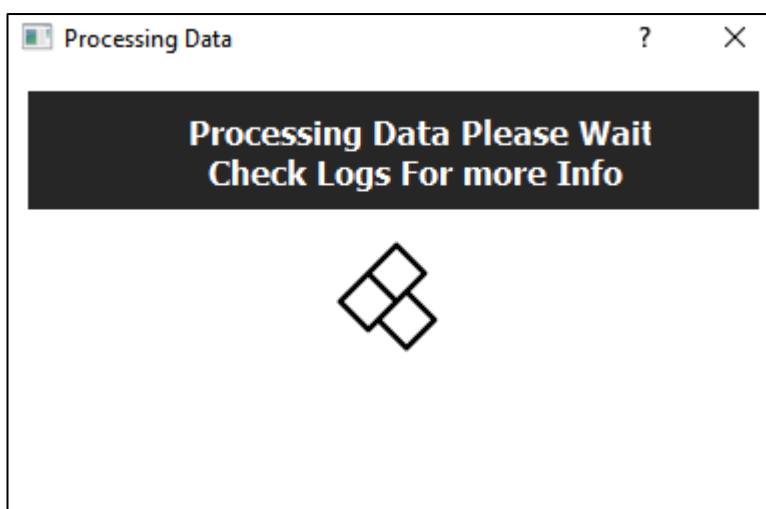 Processing Data
Processing Data Please Wait
Check Logs For more Info